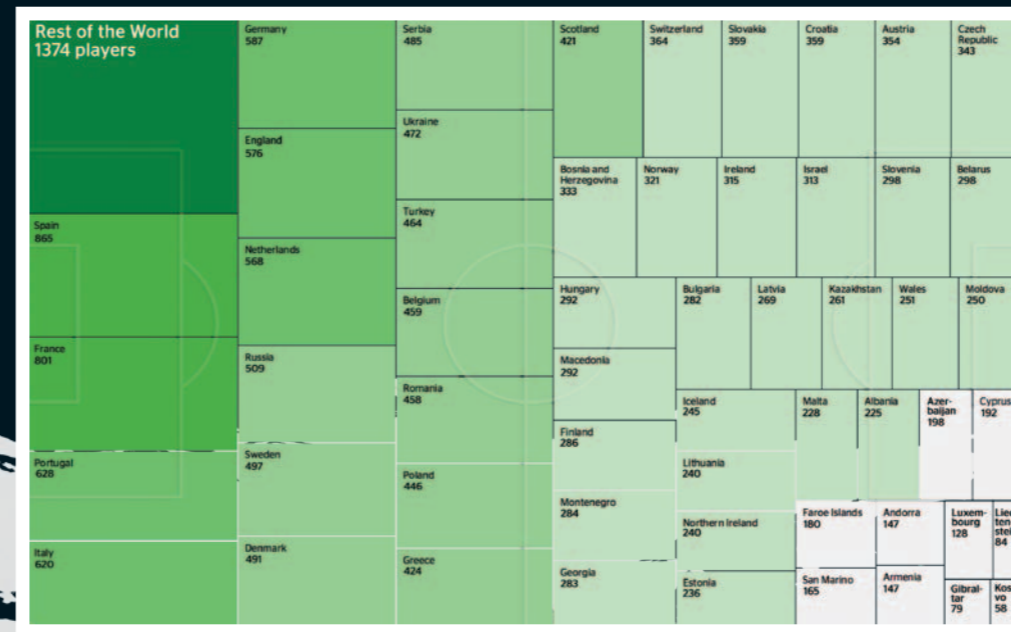 Rest of the World
1374 players
Spain
865
France
801
Portugal
628
Italy
620
Germany
587
England
576
Netherlands
568
Russia
509
Sweden
497
Denmark
491
Serbia
485
Ukraine
472
Turkey
464
Belgium
459
Romania
458
Poland
446
Greece
424
Scotland
421
Switzerland
364
Slovakia
359
Croatia
359
Austria
354
Czech
Republic
343
Bosnia and
Herzegovina
333
Norway
321
Ireland
315
Israel
313
Slovenia
298
Belarus
298
Hungary
292
Macedonia
292
Finland
286
Montenegro
284
Georgia
283
Bulgaria
282
Latvia
269
Kazakhstan
261
Wales
251
Moldova
250
Iceland
245
Lithuania
240
Northern Ireland
240
Estonia
236
Malta
228
Albania
225
Azer-
baijan
198
Cyprus
192
Faroe Islands
180
San Marino
165
Andorra
147
Armenia
147
Luxem-
bourg
128
Liec
ten-
stei
84
Gibral-
tar
79
Kos
vo
58